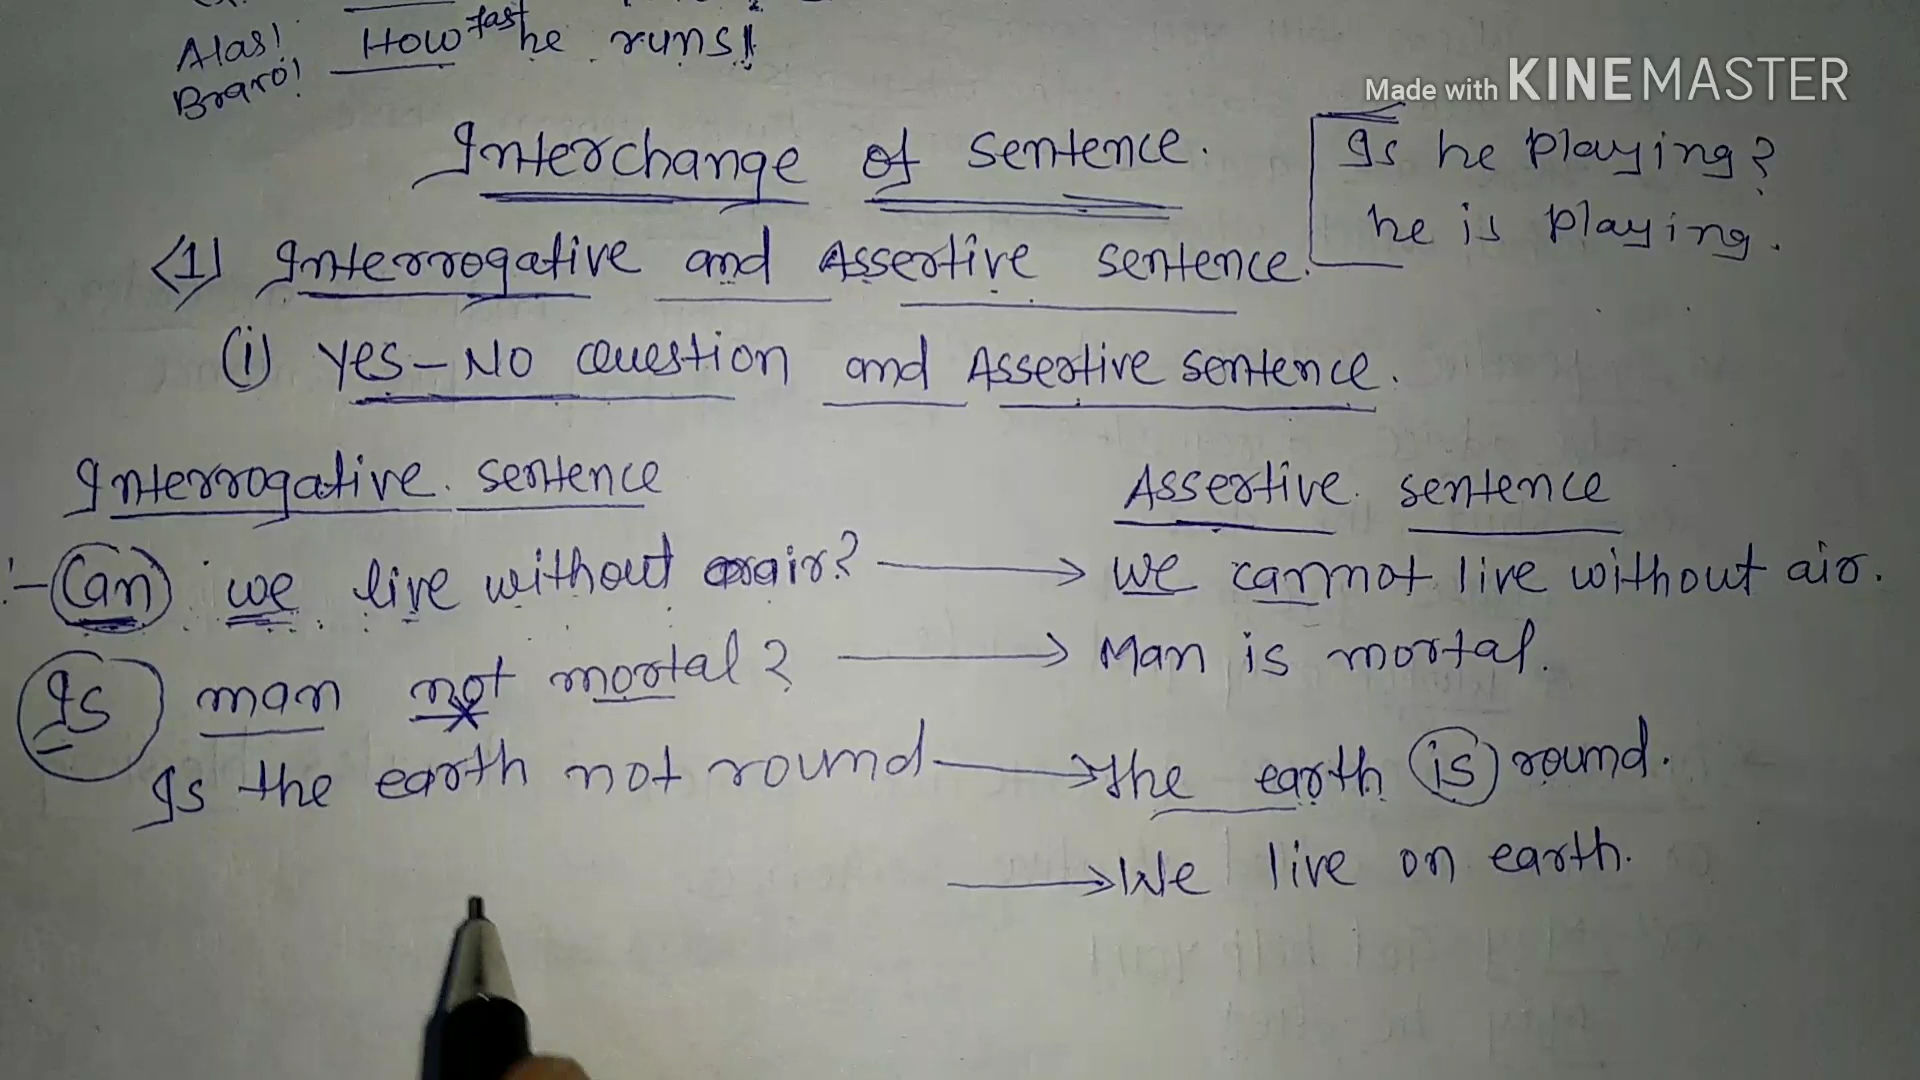 Alas! How fast he runs!
Bravo!
Made with KINEMASTER
Interchange of sentence.
Is he playing?
he is playing.
(1) Interrogative and Assertive sentence.
(i) Yes-No Question and Assertive sentence.
Interrogative sentence Assertive sentence
:- Can we live without air? → We cannot live without air.
Is man not mortal? → Man is mortal.
Is the earth not round → The earth is round.
→ We live on earth.